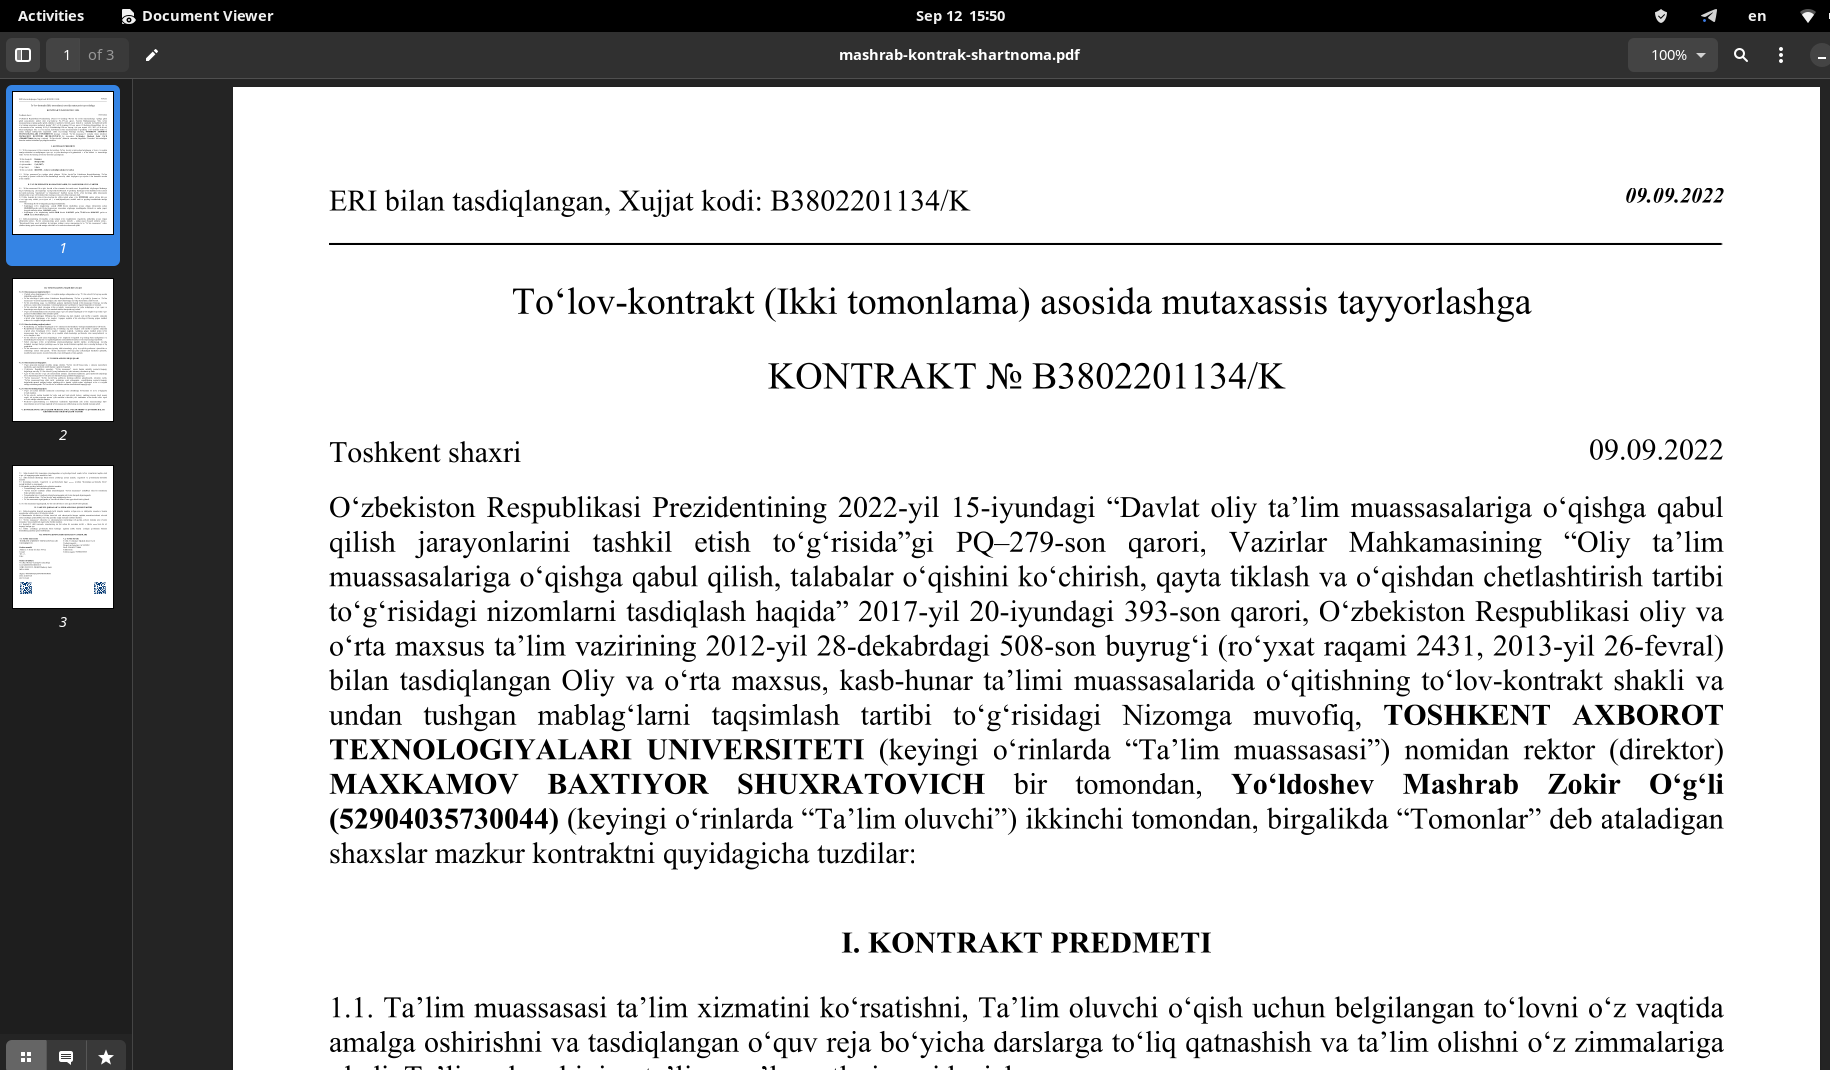 Activities
Document Viewer
Sep 12 15:50
en
1 of 3
mashrab-kontrak-shartnoma.pdf
100%
1
2
3
ERI bilan tasdiqlangan, Xujjat kodi: B3802201134/K
09.09.2022
To‘lov-kontrakt (Ikki tomonlama) asosida mutaxassis tayyorlashga
KONTRAKT № B3802201134/K
Toshkent shaxri
09.09.2022
O‘zbekiston Respublikasi Prezidentining 2022-yil 15-iyundagi “Davlat oliy ta’lim muassasalariga o‘qishga qabul
qilish jarayonlarini tashkil etish to‘g‘risida”gi PQ–279-son qarori, Vazirlar Mahkamasining “Oliy ta’lim
muassasalariga o‘qishga qabul qilish, talabalar o‘qishini ko‘chirish, qayta tiklash va o‘qishdan chetlashtirish tartibi
to‘g‘risidagi nizomlarni tasdiqlash haqida” 2017-yil 20-iyundagi 393-son qarori, O‘zbekiston Respublikasi oliy va
o‘rta maxsus ta’lim vazirining 2012-yil 28-dekabrdagi 508-son buyrug‘i (ro‘yxat raqami 2431, 2013-yil 26-fevral)
bilan tasdiqlangan Oliy va o‘rta maxsus, kasb-hunar ta’limi muassasalarida o‘qitishning to‘lov-kontrakt shakli va
undan tushgan mablag‘larni taqsimlash tartibi to‘g‘risidagi Nizomga muvofiq, TOSHKENT AXBOROT
TEXNOLOGIYALARI UNIVERSITETI (keyingi o‘rinlarda “Ta’lim muassasasi”) nomidan rektor (direktor)
MAXKAMOV BAXTIYOR SHUXRATOVICH bir tomondan, Yo‘ldoshev Mashrab Zokir O‘g‘li
(52904035730044) (keyingi o‘rinlarda “Ta’lim oluvchi”) ikkinchi tomondan, birgalikda “Tomonlar” deb ataladigan
shaxslar mazkur kontraktni quyidagicha tuzdilar:
I. KONTRAKT PREDMETI
1.1. Ta’lim muassasasi ta’lim xizmatini ko‘rsatishni, Ta’lim oluvchi o‘qish uchun belgilangan to‘lovni o‘z vaqtida
amalga oshirishni va tasdiqlangan o‘quv reja bo‘yicha darslarga to‘liq qatnashish va ta’lim olishni o‘z zimmalariga